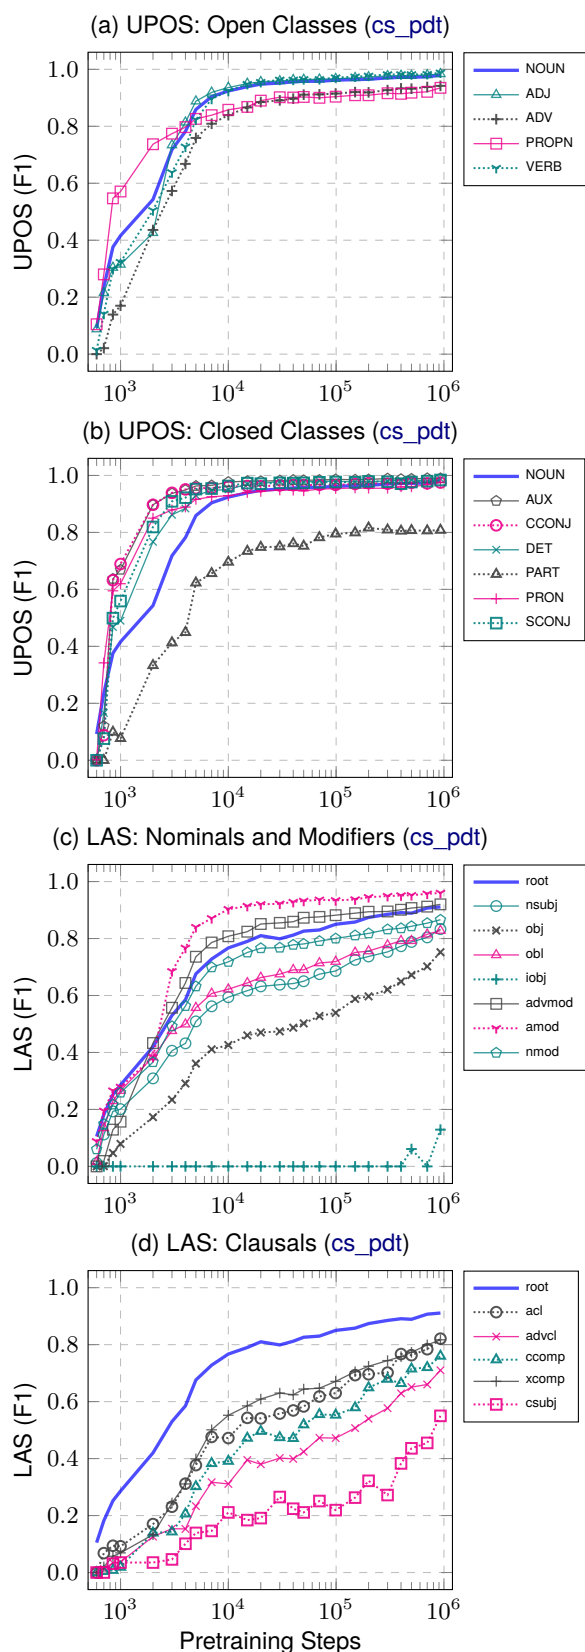 (a) UPOS: Open Classes (cs_pdt)
1.0
0.8
0.6
0.4
0.2
0.0
UPOS (F1)
10³ 10⁴ 10⁵ 10⁶
NOUN
ADJ
ADV
PROPN
VERB
(b) UPOS: Closed Classes (cs_pdt)
1.0
0.8
0.6
0.4
0.2
0.0
UPOS (F1)
10³ 10⁴ 10⁵ 10⁶
NOUN
AUX
CCONJ
DET
PART
PRON
SCONJ
(c) LAS: Nominals and Modifiers (cs_pdt)
1.0
0.8
0.6
0.4
0.2
0.0
LAS (F1)
10³ 10⁴ 10⁵ 10⁶
root
nsubj
obj
obl
iobj
advmod
amod
nmod
(d) LAS: Clausals (cs_pdt)
1.0
0.8
0.6
0.4
0.2
0.0
LAS (F1)
10³ 10⁴ 10⁵ 10⁶
Pretraining Steps
root
acl
advcl
ccomp
xcomp
csubj